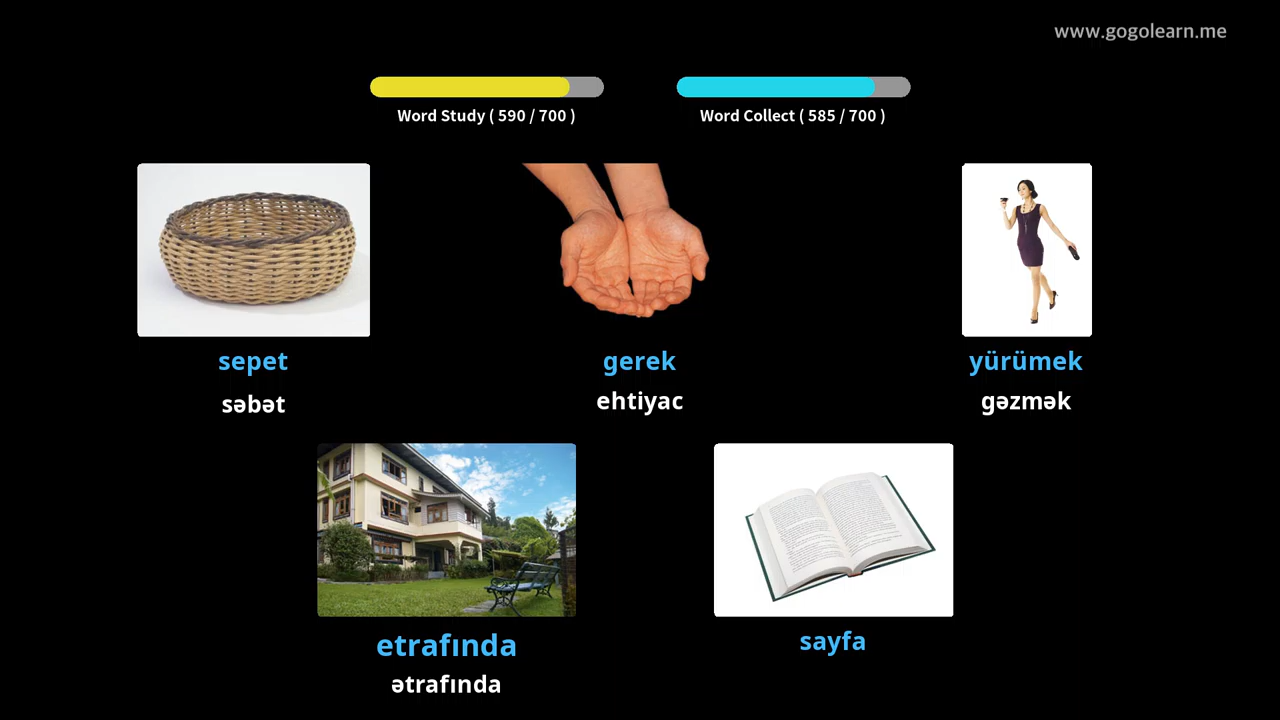 www.gogolearn.me
Word Study ( 590 / 700 )
Word Collect ( 585 / 700 )
sepet
səbət
gerek
ehtiyac
yürümek
gəzmək
etrafında
ətrafında
sayfa